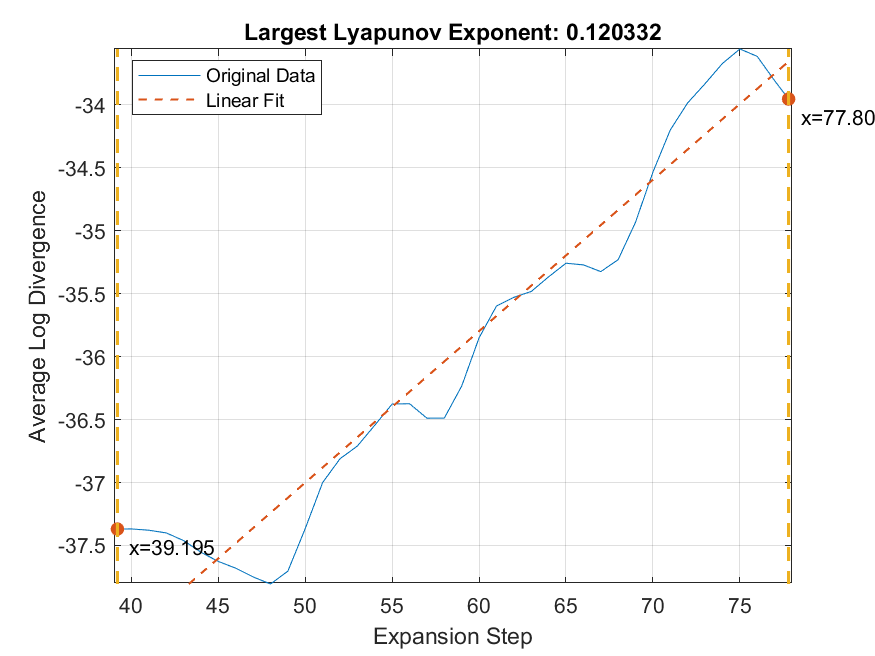 Largest Lyapunov Exponent: 0.120332
Original Data
Linear Fit
-34
x=77.80
-34.5
-35
-35.5
-36
-36.5
-37
-37.5
x=39.195
Average Log Divergence
40 45 50 55 60 65 70 75
Expansion Step